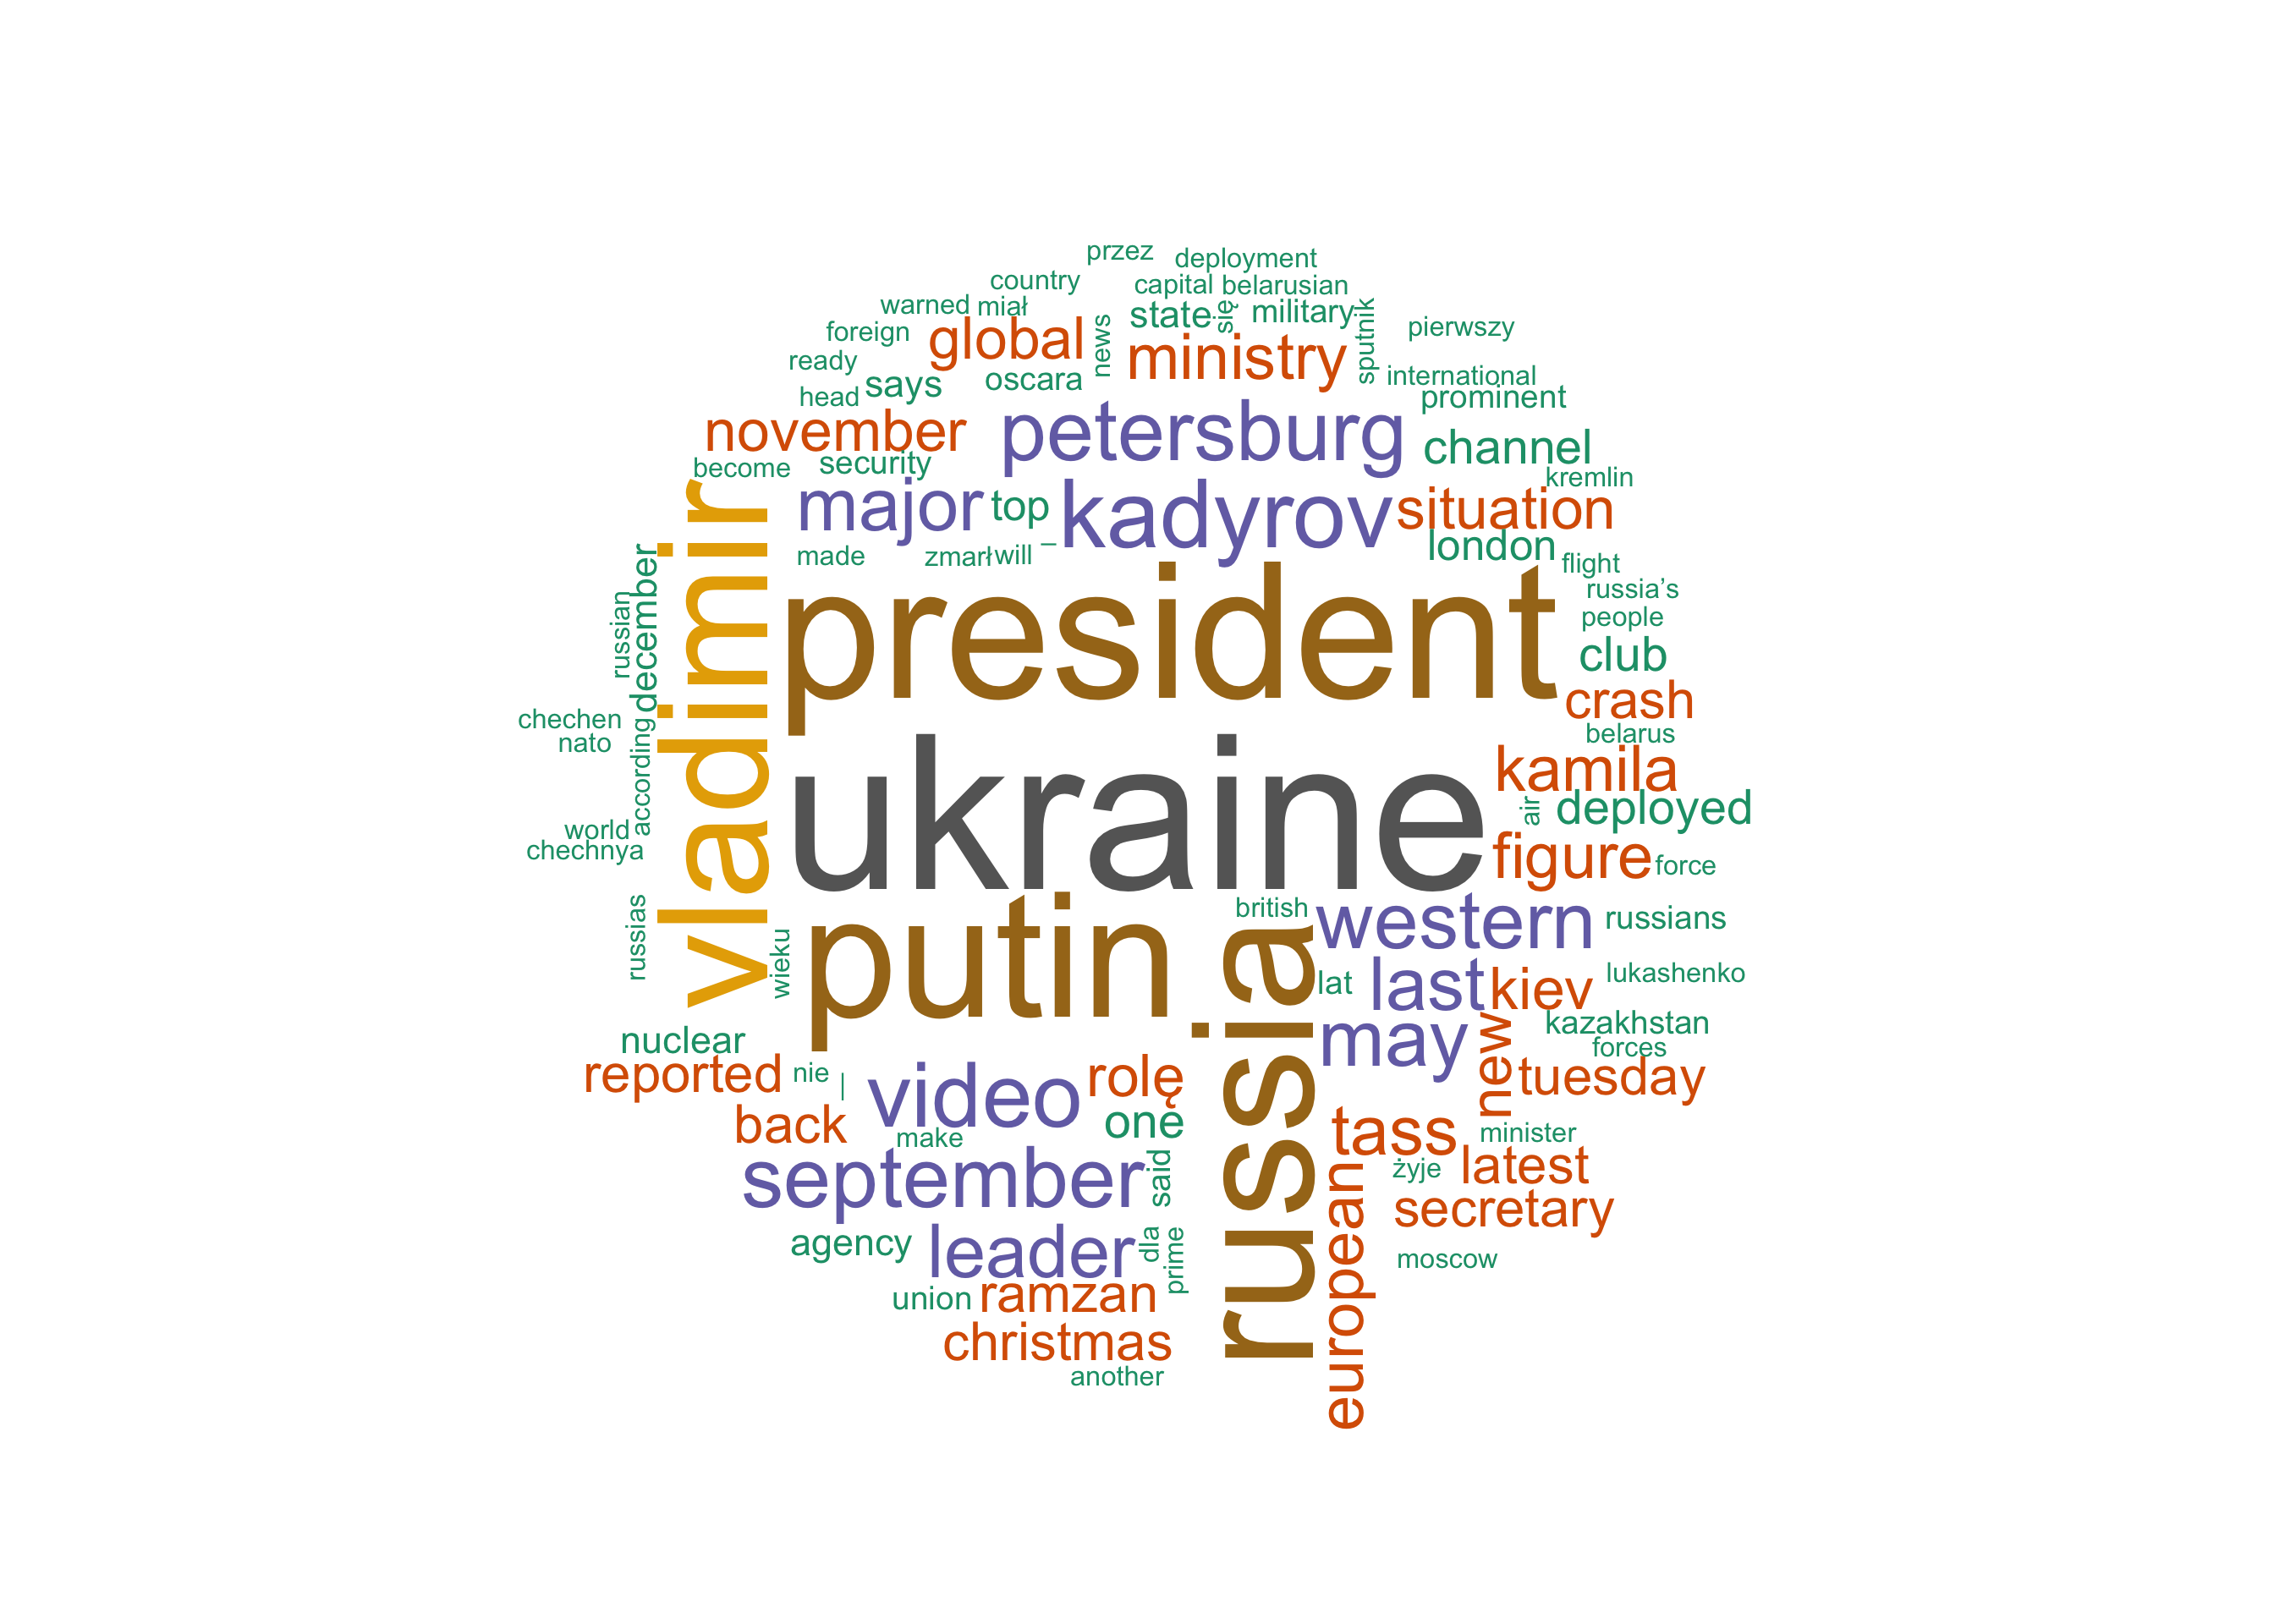 przez
deployment
country
capital
belarusian
warned
miał
state
się
military
sputnik
foreign
global
news
ministry
pierwszy
ready
says
oscara
international
head
prominent
november
petersburg
channel
become
security
kremlin
vladimir
major
top
kadyrov
situation
made
zmarł
will
–
london
flight
december
president
russia’s
russian
people
club
crash
chechen
nato
according
ukraine
belarus
kamila
air
deployed
world
chechnya
figure
force
russias
wieku
putin
russia
british
western
russians
lat
last
kiev
lukashenko
nuclear
may
new
kazakhstan
forces
reported
nie
|
video
rolę
tuesday
back
make
one
tass
minister
september
said
european
żyje
latest
secretary
agency
leader
dla
prime
moscow
union
ramzan
christmas
another